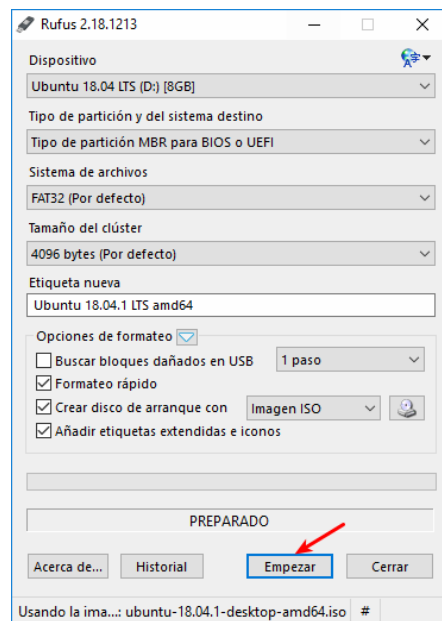 Rufus 2.18.1213
Dispositivo
Ubuntu 18.04 LTS (D:) [8GB]
Tipo de partición y del sistema destino
Tipo de partición MBR para BIOS o UEFI
Sistema de archivos
FAT32 (Por defecto)
Tamaño del clúster
4096 bytes (Por defecto)
Etiqueta nueva
Ubuntu 18.04.1 LTS amd64
Opciones de formateo
Buscar bloques dañados en USB 1 paso
Formateo rápido
Crear disco de arranque con Imagen ISO
Añadir etiquetas extendidas e iconos
PREPARADO
Acerca de... Historial Empezar Cerrar
Usando la ima...: ubuntu-18.04.1-desktop-amd64.iso #